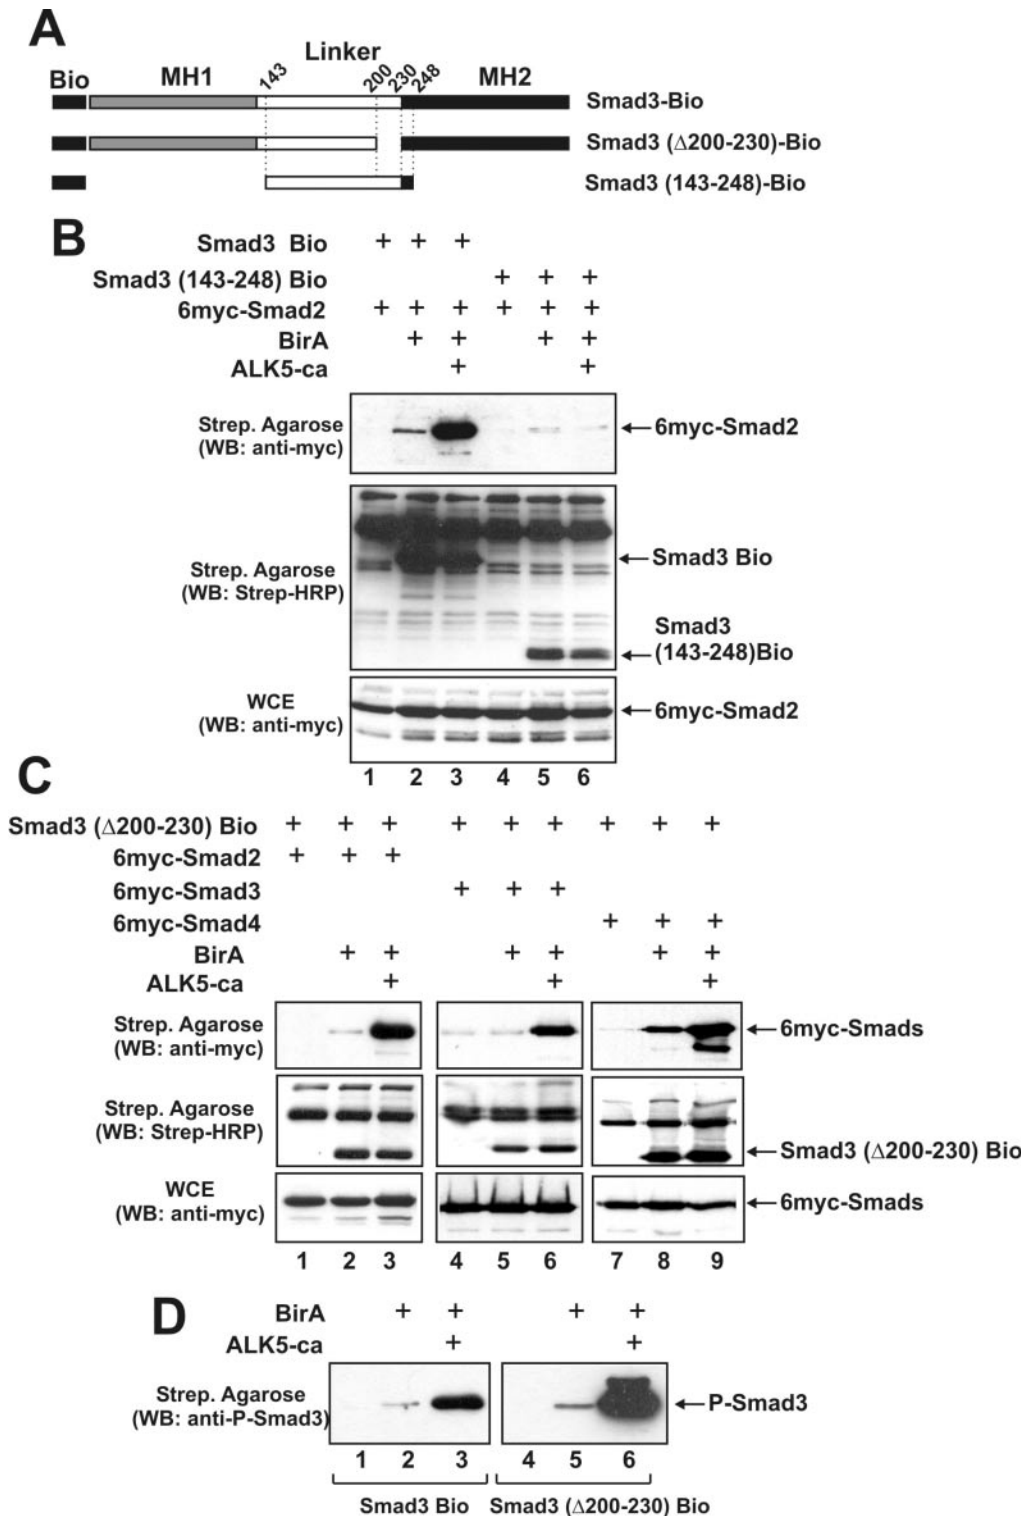 A
Linker
Bio MH1 143 200 230 248 MH2
Smad3-Bio
Smad3 (Δ200-230)-Bio
Smad3 (143-248)-Bio
B
Smad3 Bio + + +
Smad3 (143-248) Bio + + +
6myc-Smad2 + + + + + +
BirA + + + +
ALK5-ca + +
Strep. Agarose
(WB: anti-myc)
6myc-Smad2
Strep. Agarose
(WB: Strep-HRP)
Smad3 Bio
Smad3
(143-248)Bio
WCE
(WB: anti-myc)
6myc-Smad2
1 2 3 4 5 6
C
Smad3 (Δ200-230) Bio + + + + + + + + +
6myc-Smad2 + + +
6myc-Smad3 + + +
6myc-Smad4 + + +
BirA + + + + + +
ALK5-ca + + +
Strep. Agarose
(WB: anti-myc)
6myc-Smads
Strep. Agarose
(WB: Strep-HRP)
Smad3 (Δ200-230) Bio
WCE
(WB: anti-myc)
6myc-Smads
1 2 3 4 5 6 7 8 9
D
BirA + + + +
ALK5-ca + +
Strep. Agarose
(WB: anti-P-Smad3)
P-Smad3
1 2 3 4 5 6
Smad3 Bio Smad3 (Δ200-230) Bio